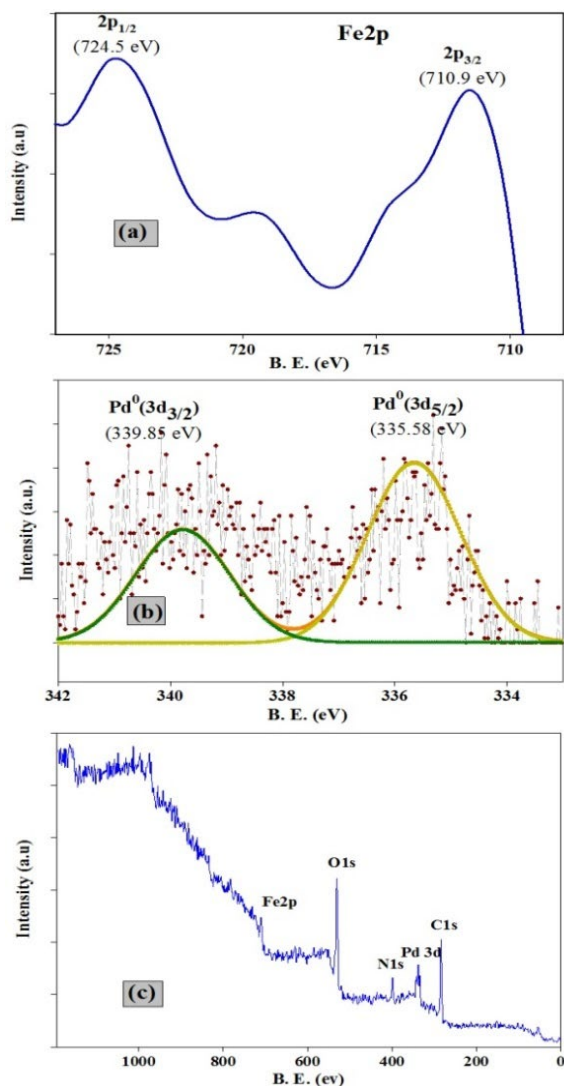 2p1/2
(724.5 eV)
Fe2p
2p3/2
(710.9 eV)
Intensity (a.u)
(a)
725
720
715
710
B. E. (eV)
Pd0(3d3/2)
(339.85 eV)
Pd0(3d5/2)
(335.58 eV)
Intensity (a.u.)
(b)
342
340
338
336
334
B. E. (eV)
Intensity (a.u)
Fe2p
O1s
N1s
Pd 3d
C1s
(c)
1000
800
600
400
200
0
B. E. (ev)